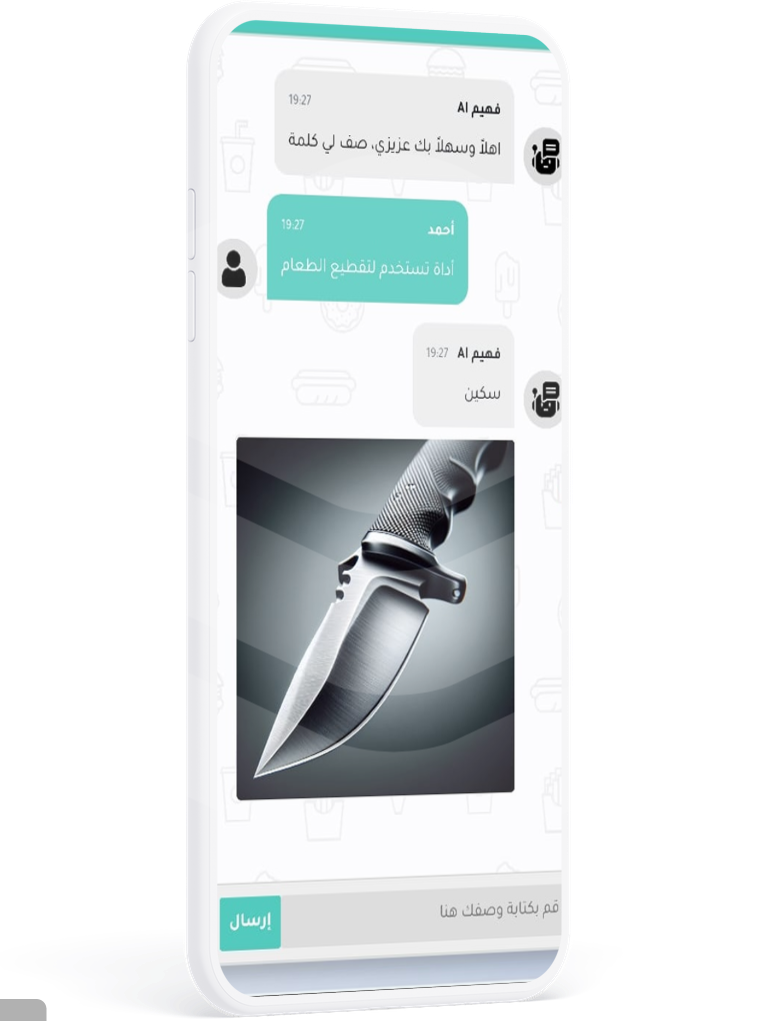 فهيم AI 19:27
اهلاً وسهلاً بك عزيزي، صف لي كلمة
أحمد 19:27
أداة تستخدم لتقطيع الطعام
فهيم AI 19:27
سكين
قم بكتابة وصفك هنا
إرسال